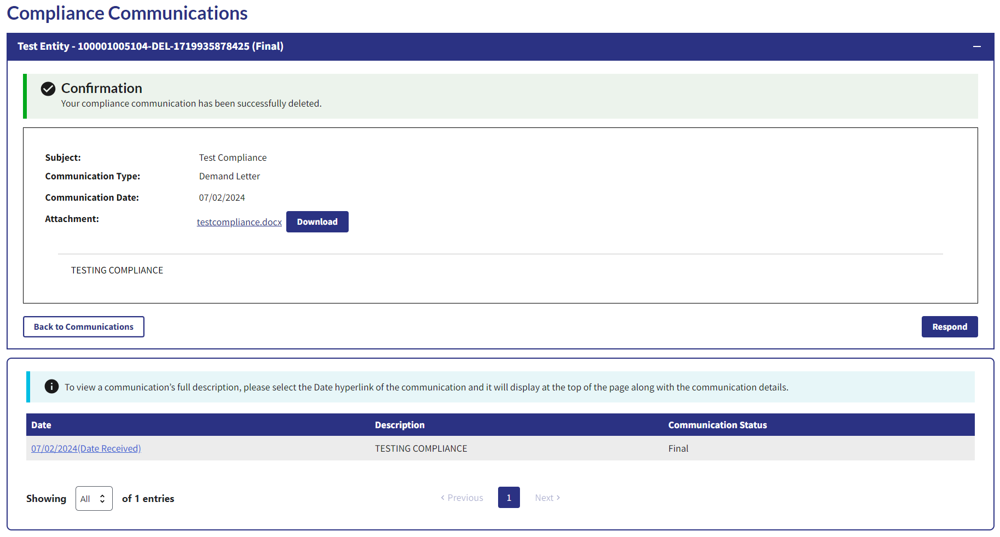 Compliance Communications
Test Entity - 100001005104-DEL-1719935878425 (Final)
Confirmation
Your compliance communication has been successfully deleted.
Subject: Test Compliance
Communication Type: Demand Letter
Communication Date: 07/02/2024
Attachment: testcompliance.docx Download
TESTING COMPLIANCE
Back to Communications Respond
To view a communication’s full description, please select the Date hyperlink of the communication and it will display at the top of the page along with the communication details.
Date Description Communication Status
07/02/2024(Date Received) TESTING COMPLIANCE Final
Showing All of 1 entries Previous 1 Next